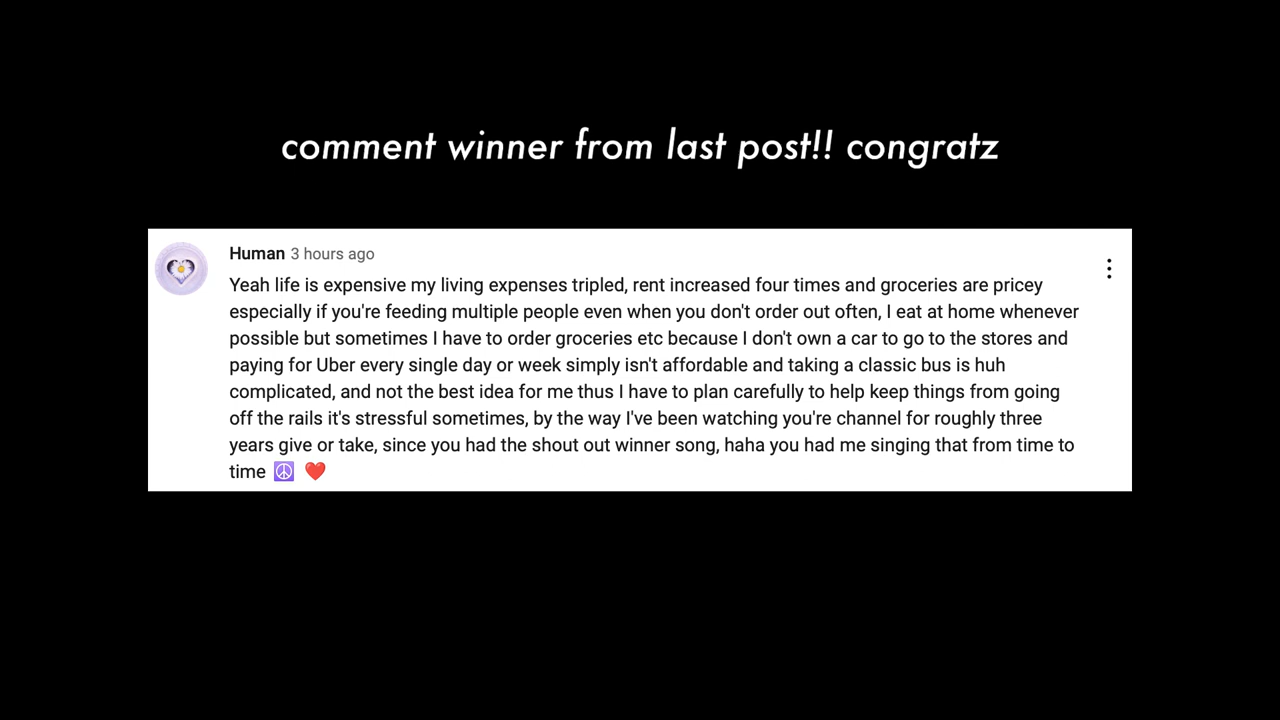 comment winner from last post!! congratz
Human 3 hours ago
Yeah life is expensive my living expenses tripled, rent increased four times and groceries are pricey
especially if you're feeding multiple people even when you don't order out often, I eat at home whenever
possible but sometimes I have to order groceries etc because I don't own a car to go to the stores and
paying for Uber every single day or week simply isn't affordable and taking a classic bus is huh
complicated, and not the best idea for me thus I have to plan carefully to help keep things from going
off the rails it's stressful sometimes, by the way I've been watching you're channel for roughly three
years give or take, since you had the shout out winner song, haha you had me singing that from time to
time ☮️ ❤️